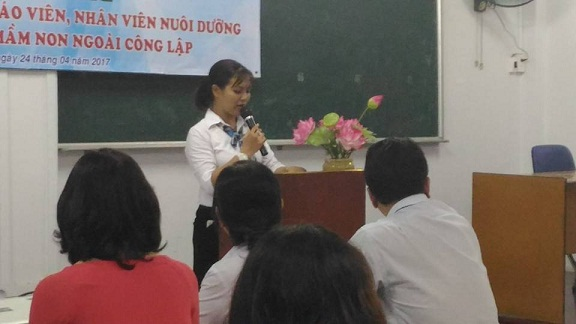 ÁO VIÊN, NHÂN VIÊN NUÔI DƯỠNG
MẦM NON NGOÀI CÔNG LẬP
ngày 24 tháng 04 năm 2017